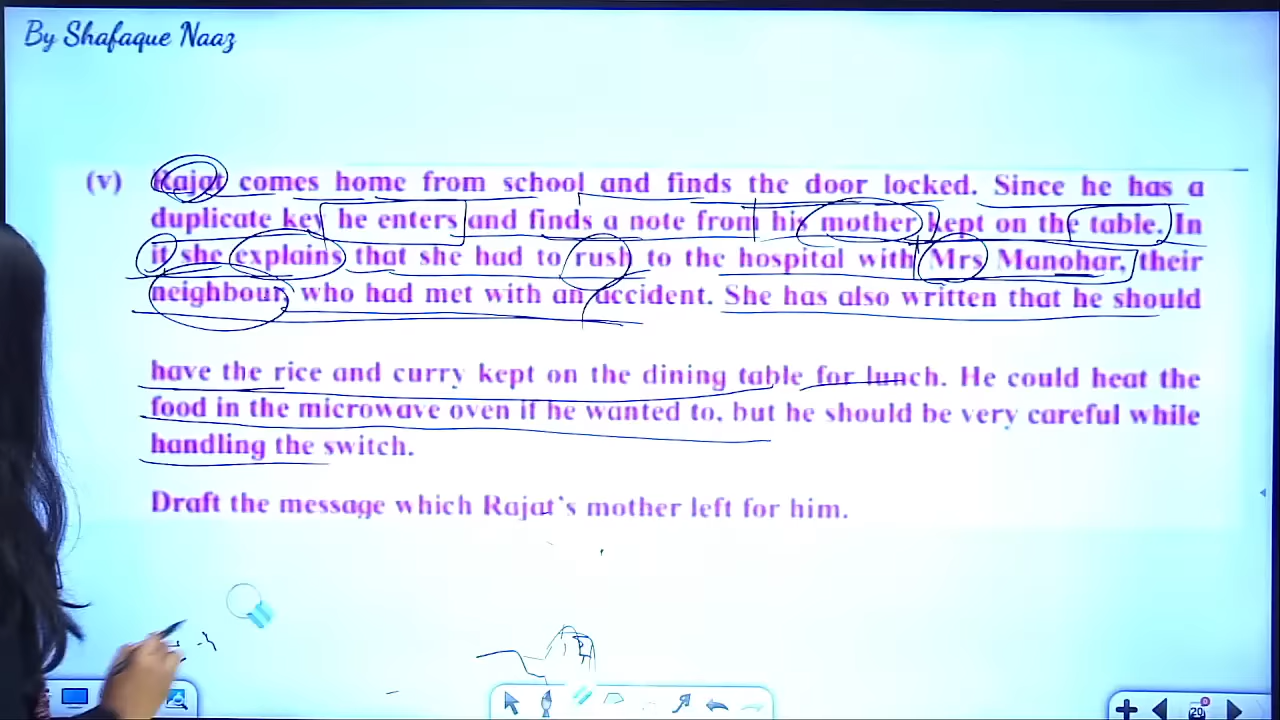 By Shafaque Naaz
(v) Rajat comes home from school and finds the door locked. Since he has a
duplicate key he enters and finds a note from his mother kept on the table. In
it she explains that she had to rush to the hospital with Mrs Manohar, their
neighbour, who had met with an accident. She has also written that he should
have the rice and curry kept on the dining table for lunch. He could heat the
food in the microwave oven if he wanted to, but he should be very careful while
handling the switch.
Draft the message which Rajat's mother left for him.
20